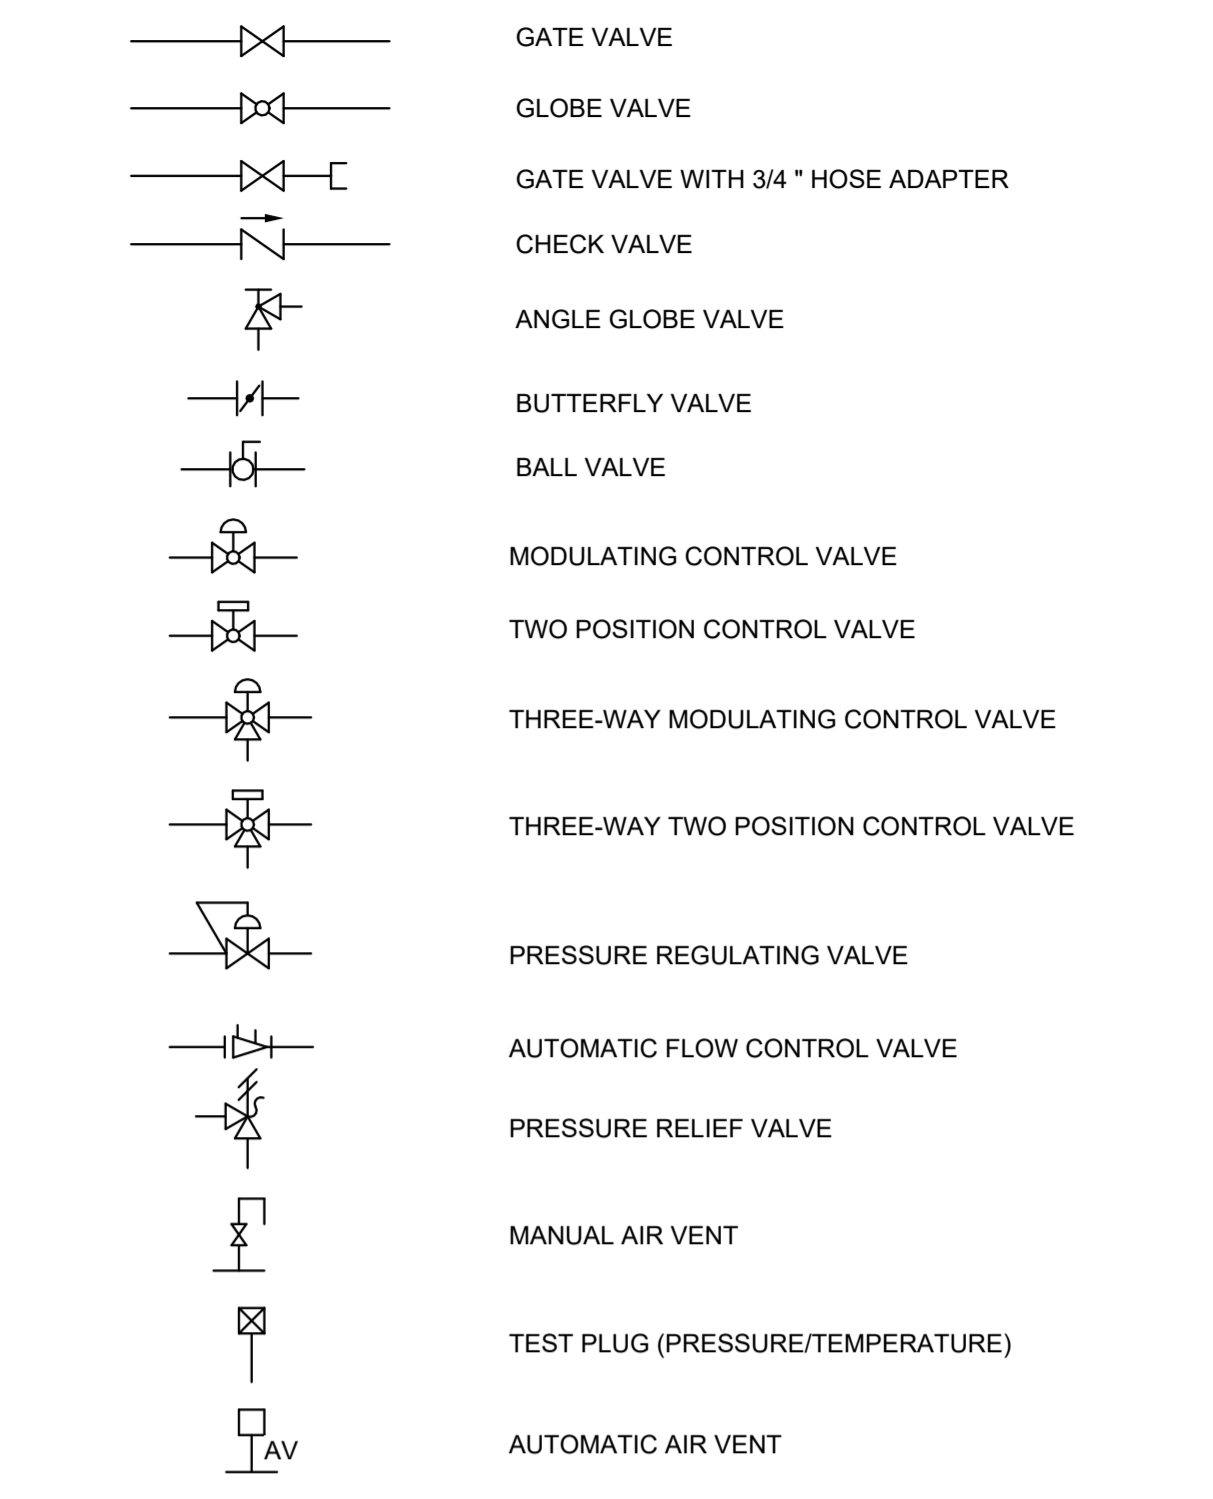 GATE VALVE
GLOBE VALVE
GATE VALVE WITH 3/4 " HOSE ADAPTER
CHECK VALVE
ANGLE GLOBE VALVE
BUTTERFLY VALVE
BALL VALVE
MODULATING CONTROL VALVE
TWO POSITION CONTROL VALVE
THREE-WAY MODULATING CONTROL VALVE
THREE-WAY TWO POSITION CONTROL VALVE
PRESSURE REGULATING VALVE
AUTOMATIC FLOW CONTROL VALVE
PRESSURE RELIEF VALVE
MANUAL AIR VENT
TEST PLUG (PRESSURE/TEMPERATURE)
AV
AUTOMATIC AIR VENT